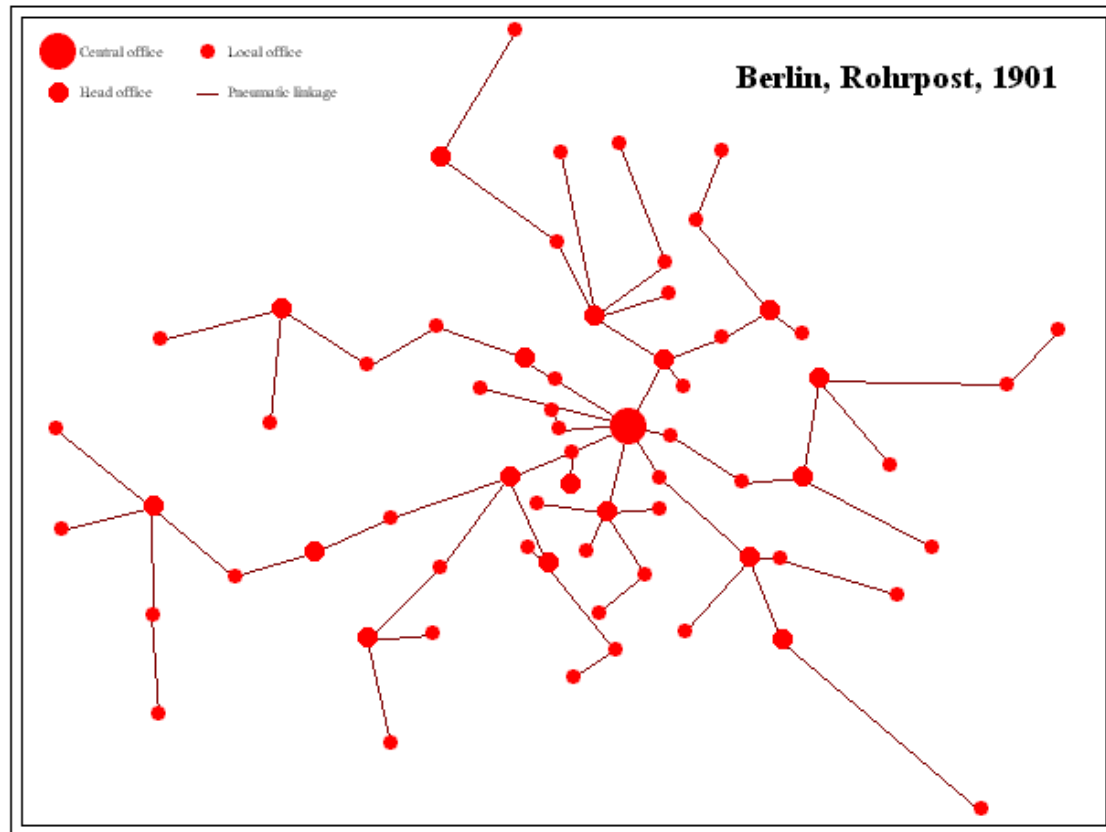 Central office
Local office
Head office
Pneumatic linkage
Berlin, Rohrpost, 1901